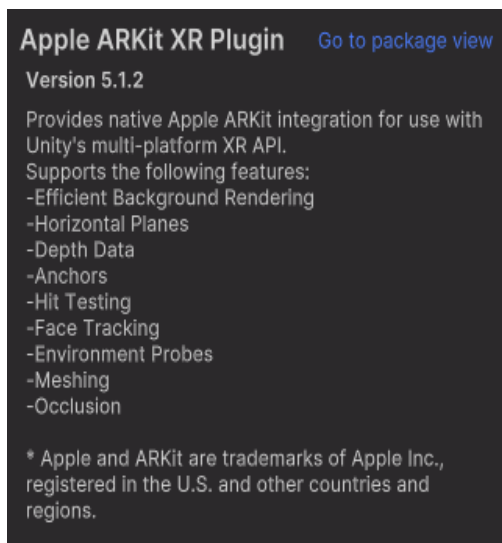 Apple ARKit XR Plugin Go to package view
Version 5.1.2
Provides native Apple ARKit integration for use with
Unity's multi-platform XR API.
Supports the following features:
-Efficient Background Rendering
-Horizontal Planes
-Depth Data
-Anchors
-Hit Testing
-Face Tracking
-Environment Probes
-Meshing
-Occlusion
* Apple and ARKit are trademarks of Apple Inc.,
registered in the U.S. and other countries and
regions.